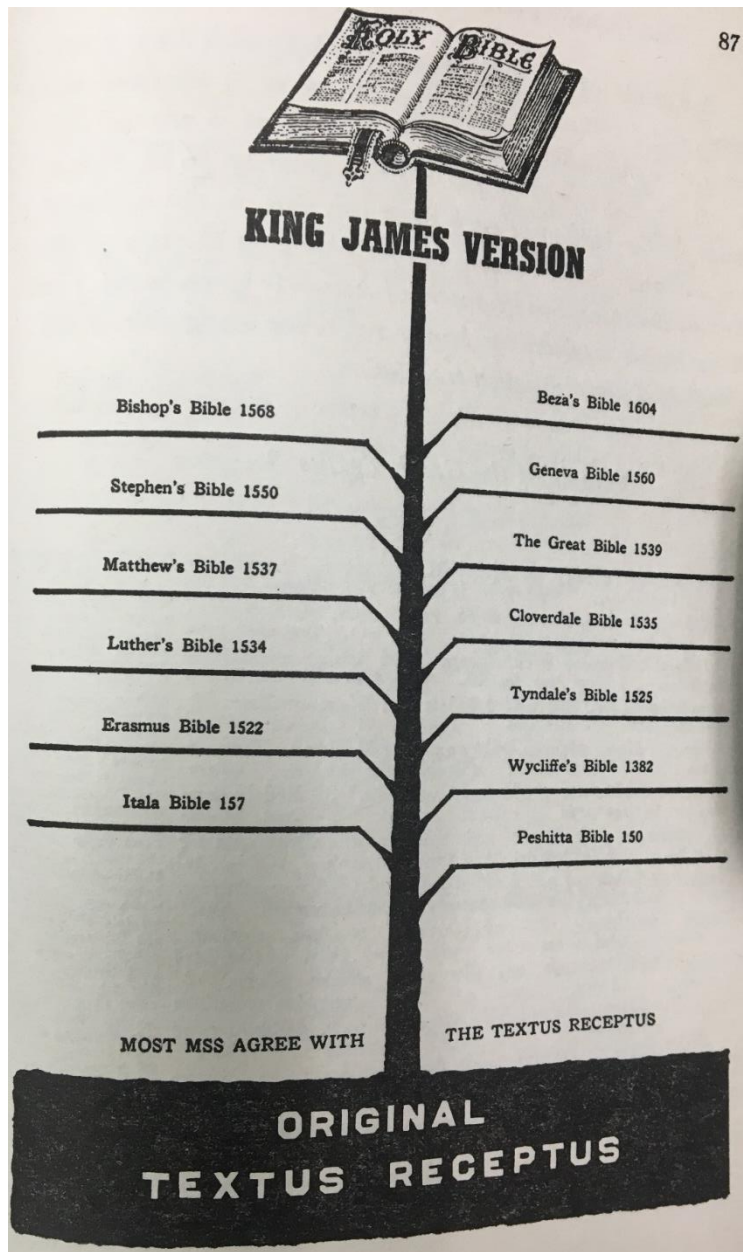 87
HOLY BIBLE
KING JAMES VERSION
Bishop's Bible 1568
Beza's Bible 1604
Stephen's Bible 1550
Geneva Bible 1560
Matthew's Bible 1537
The Great Bible 1539
Luther's Bible 1534
Cloverdale Bible 1535
Erasmus Bible 1522
Tyndale's Bible 1525
Itala Bible 157
Wycliffe's Bible 1382
Peshitta Bible 150
MOST MSS AGREE WITH THE TEXTUS RECEPTUS
ORIGINAL
TEXTUS RECEPTUS